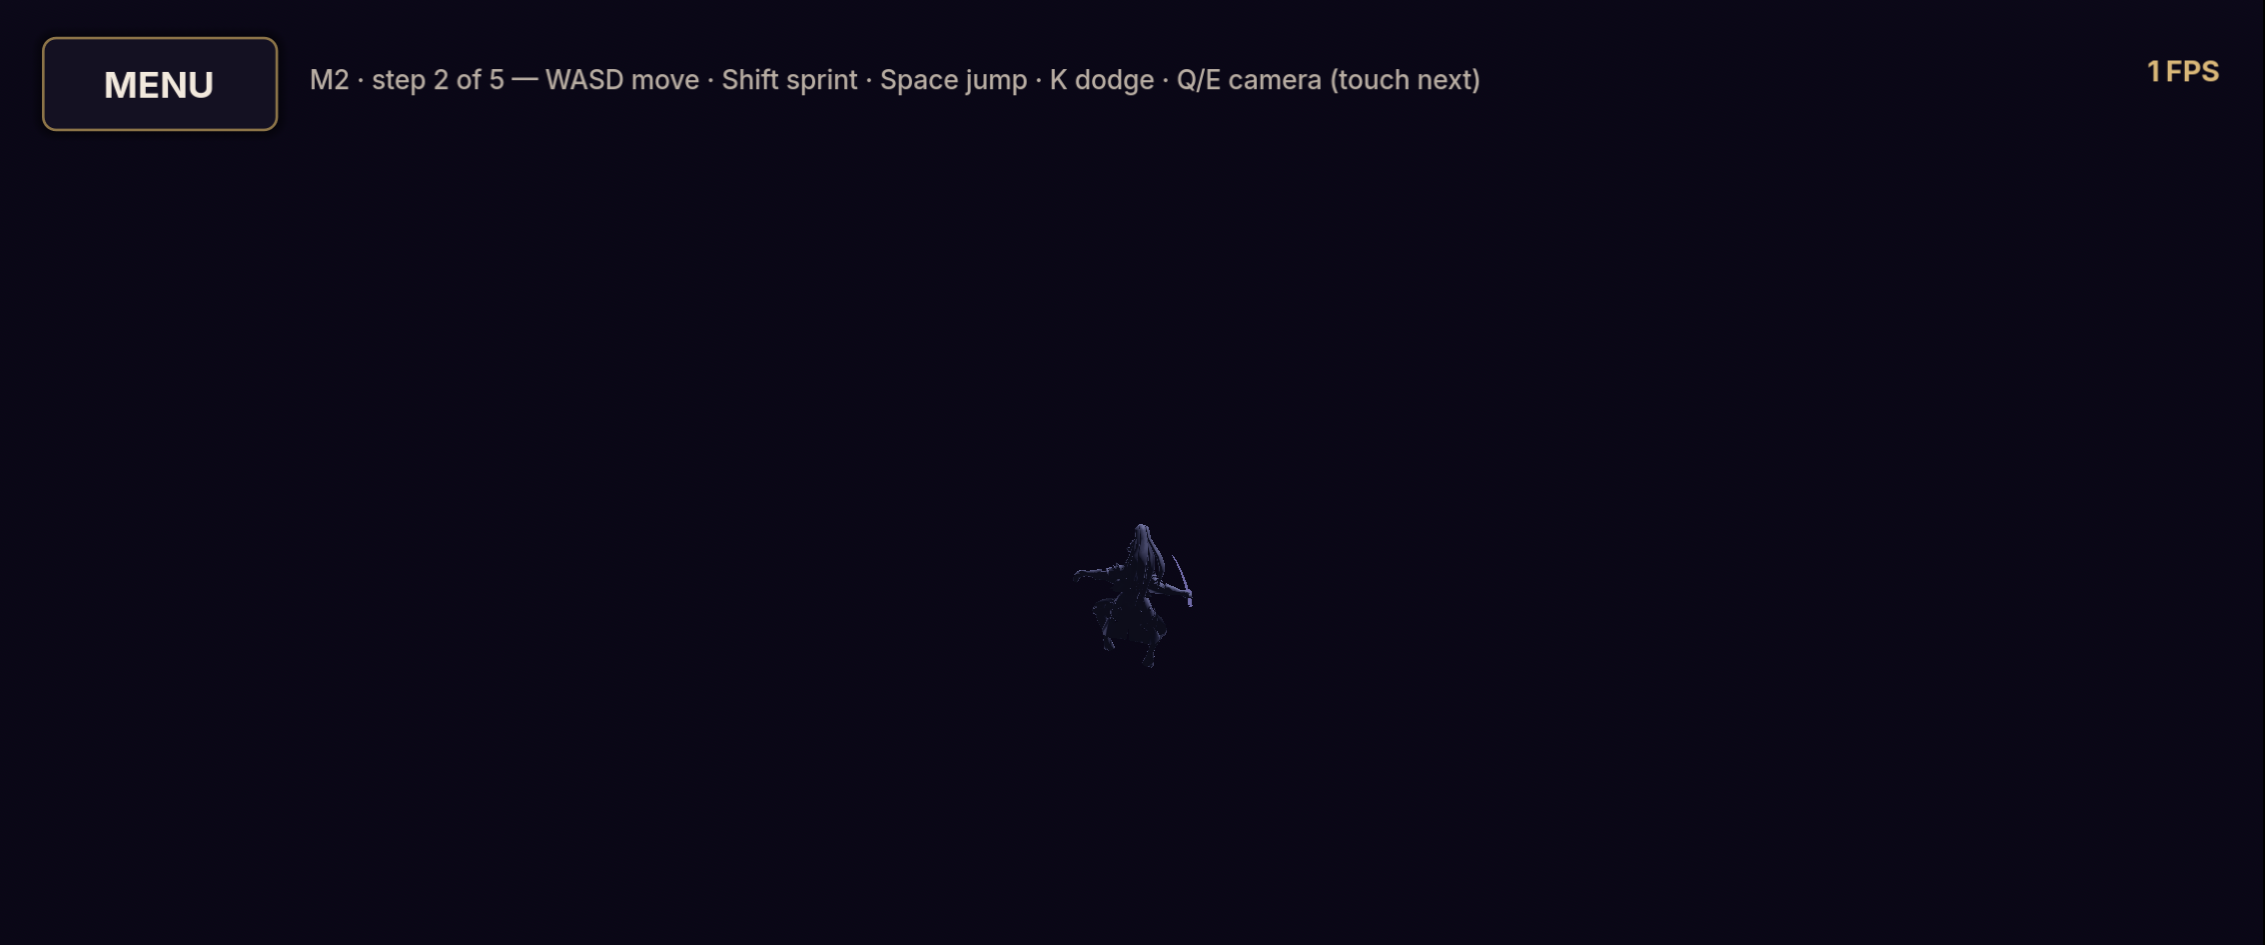 MENU
M2 · step 2 of 5 — WASD move · Shift sprint · Space jump · K dodge · Q/E camera (touch next)
1 FPS